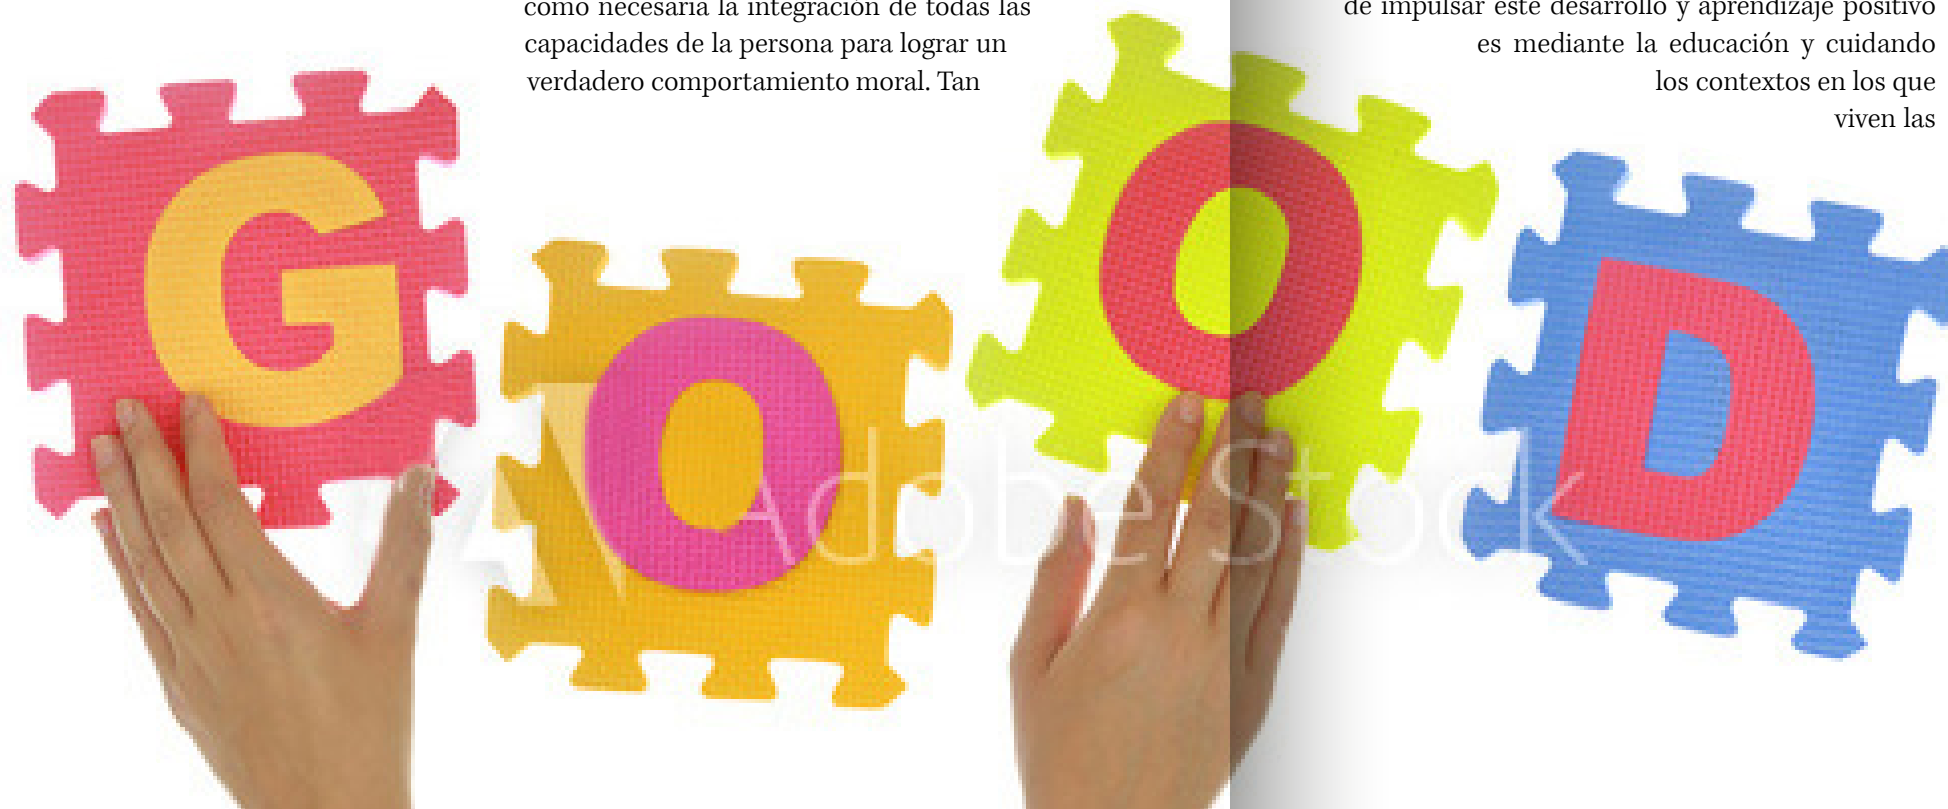 como necesaria la integración de todas las
capacidades de la persona para lograr un
verdadero comportamiento moral. Tan
de impulsar este desarrollo y aprendizaje positivo
es mediante la educación y cuidando
los contextos en los que
viven las
G O O D
Adobe Stock